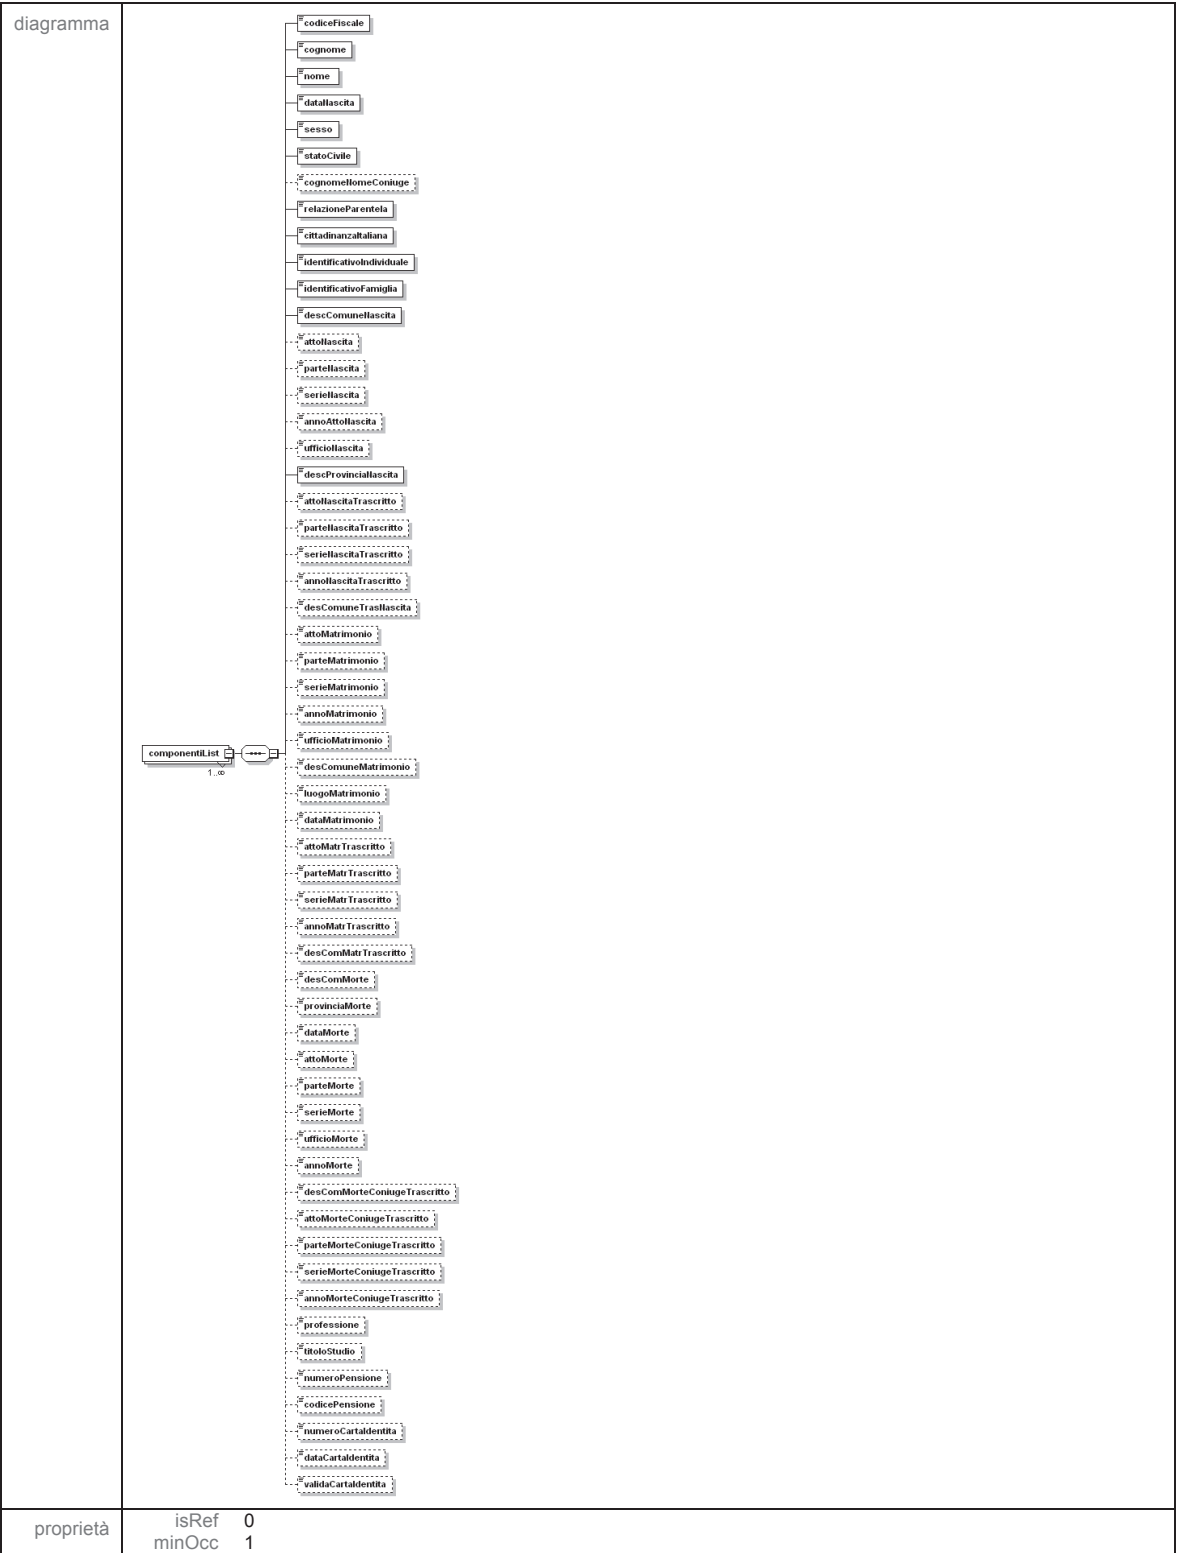 diagramma
codiceFiscale
cognome
nome
dataNascita
sesso
statoCivile
cognomeNomeConiuge
relazioneParentela
cittadinanzaItaliana
identificativoIndividuale
identificativoFamiglia
descComuneNascita
attoNascita
parteNascita
serieNascita
annoAttoNascita
ufficioNascita
descProvinciaNascita
attoNascitaTrascritto
parteNascitaTrascritto
serieNascitaTrascritto
annoNascitaTrascritto
desComuneTrasNascita
attoMatrimonio
parteMatrimonio
serieMatrimonio
annoMatrimonio
ufficioMatrimonio
componentiList
1..∞
desComuneMatrimonio
luogoMatrimonio
dataMatrimonio
attoMatrTrascritto
parteMatrTrascritto
serieMatrTrascritto
annoMatrTrascritto
desComMatrTrascritto
desComMorte
provinciaMorte
dataMorte
attoMorte
parteMorte
serieMorte
ufficioMorte
annoMorte
desComMorteConiugeTrascritto
attoMorteConiugeTrascritto
parteMorteConiugeTrascritto
serieMorteConiugeTrascritto
annoMorteConiugeTrascritto
professione
titoloStudio
numeroPensione
codicePensione
numeroCartaIdentita
dataCartaIdentita
validaCartaIdentita
proprietà
isRef 0
minOcc 1